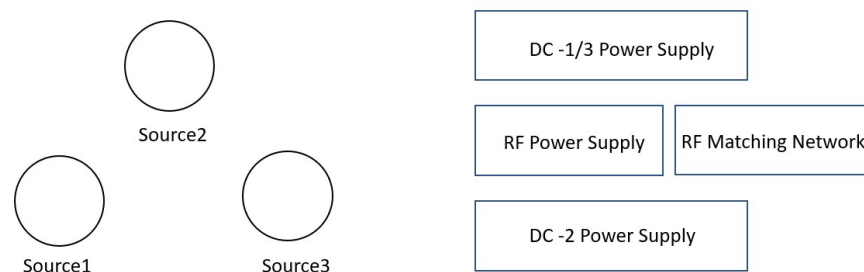 Source2
Source1
Source3
DC -1/3 Power Supply
RF Power Supply
RF Matching Network
DC -2 Power Supply